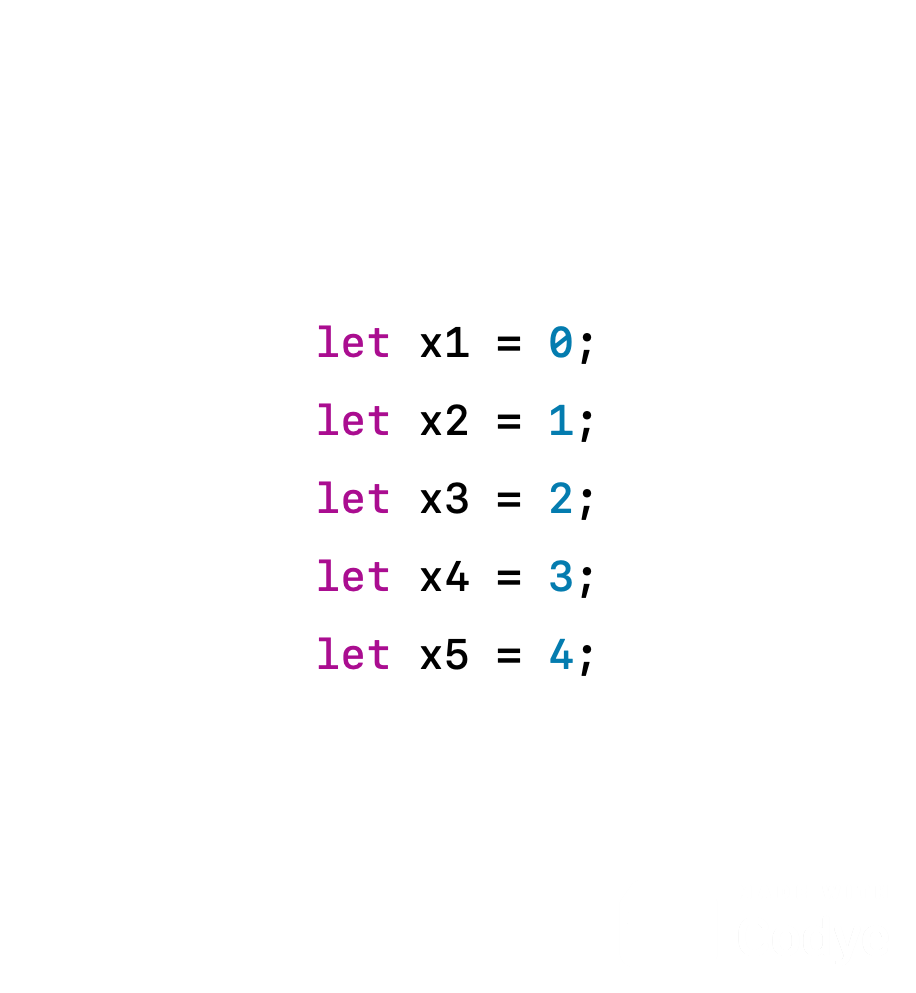 let x1 = 0;
let x2 = 1;
let x3 = 2;
let x4 = 3;
let x5 = 4;